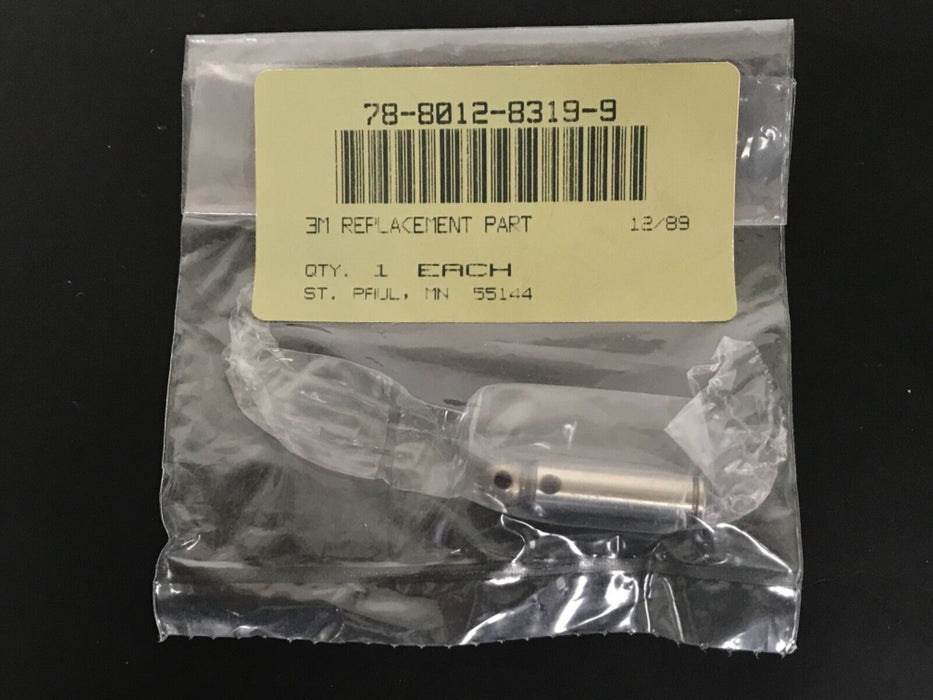 78-8012-8319-9
3M REPLACEMENT PART 12/89
QTY. 1 EACH
ST. PAUL, MN 55144